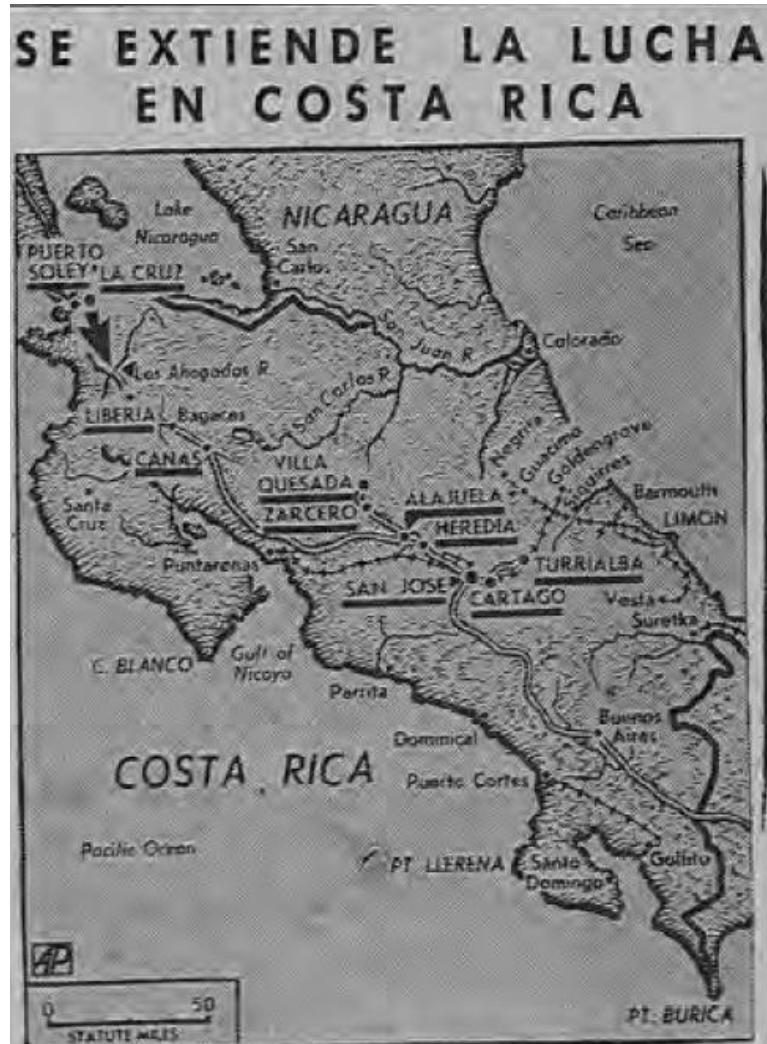 SE EXTIENDE LA LUCHA
EN COSTA RICA
Lake
Nicaragua
NICARAGUA
Caribbean
Sea
PUERTO
SOLEY
LA CRUZ
San
Carlos
San Juan R.
Colorado
Los Ahogados R.
San Carlos R.
LIBERIA
Bagaces
CANAS
VILLA
QUESADA
ZARCERO
ALAJUELA
HEREDIA
Negrita
Guacimo
Goldengrove
Siquirres
Barmouth
LIMON
Santa
Cruz
Puntarenas
SAN JOSE
CARTAGO
TURRIALBA
Vesta
Suretka
C. BLANCO
Gulf of
Nicoya
Parrita
Dominical
Buenos
Aires
COSTA RICA
Puerto Cortes
Pacific Ocean
PT. LLERENA
Santo
Domingo
Golfito
AP
0 50
STATUTE MILES
PT. BURICA